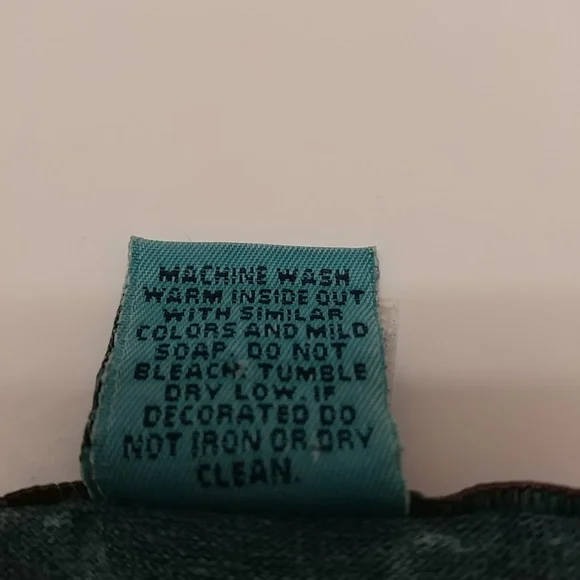 MACHINE WASH
WARM INSIDE OUT
WITH SIMILAR
COLORS AND MILD
SOAP. DO NOT
BLEACH. TUMBLE
DRY LOW. IF
DECORATED DO
NOT IRON OR DRY
CLEAN.